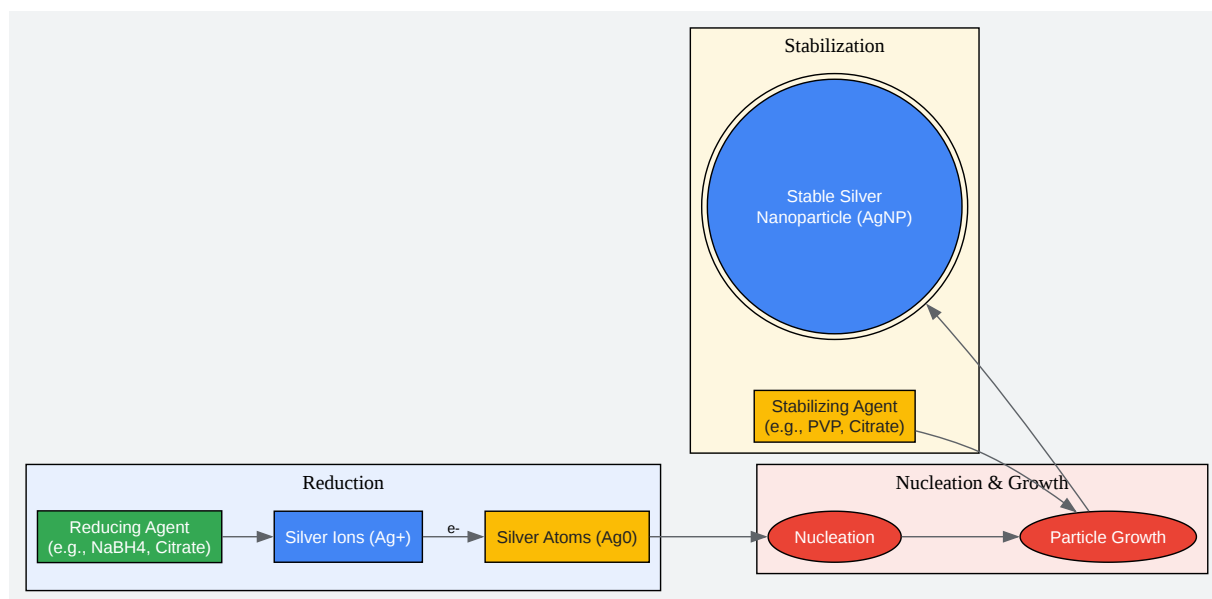 Stabilization
Stable Silver
Nanoparticle (AgNP)
Stabilizing Agent
(e.g., PVP, Citrate)
Reduction
Reducing Agent
(e.g., NaBH4, Citrate)
Silver Ions (Ag+)
e-
Silver Atoms (Ag0)
Nucleation & Growth
Nucleation
Particle Growth